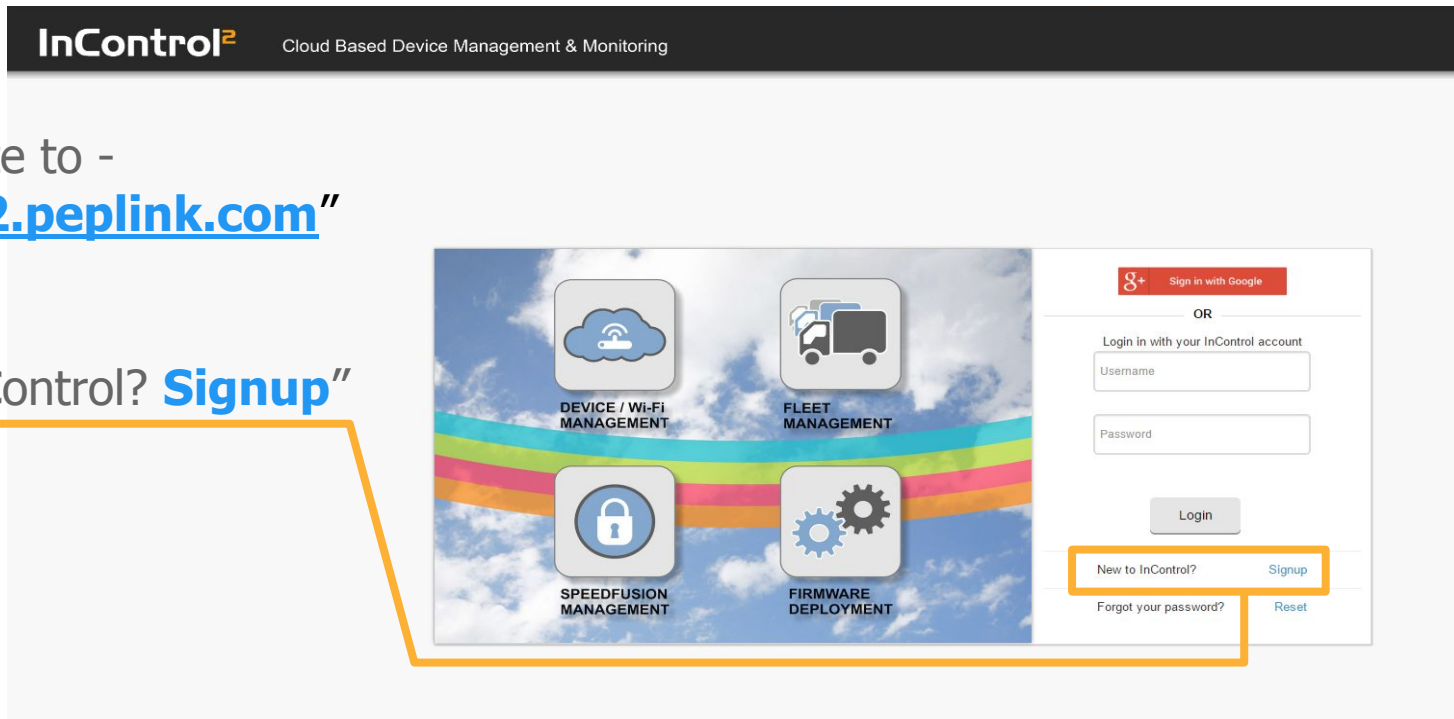 InControl²
Cloud Based Device Management & Monitoring
e to -
2.peplink.com”
Control? Signup”
DEVICE / Wi-Fi
MANAGEMENT
FLEET
MANAGEMENT
SPEEDFUSION
MANAGEMENT
FIRMWARE
DEPLOYMENT
g+ Sign in with Google
OR
Login in with your InControl account
Username
Password
Login
New to InControl? Signup
Forgot your password? Reset